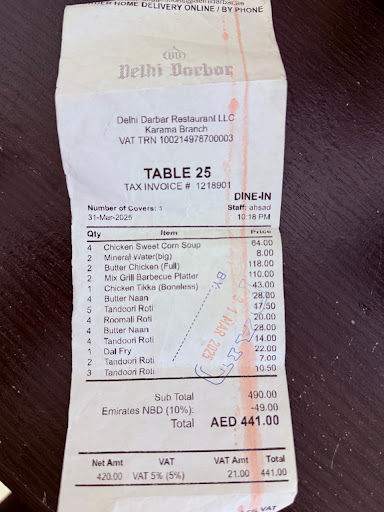 HOME DELIVERY ONLINE / BY PHONE
Delhi Darbar
Delhi Darbar Restaurant LLC
Karama Branch
VAT TRN 100214978700003
TABLE 25
TAX INVOICE # 1218901
DINE-IN
Number of Covers: 1 Staff: ahsad
31-Mar-2025 10:18 PM
Qty Item Price
4 Chicken Sweet Corn Soup 64.00
2 Mineral Water(big) 8.00
2 Butter Chicken (Full) 118.00
2 Mix Grill Barbecue Platter 110.00
1 Chicken Tikka (Boneless) 43.00
4 Butter Naan 28.00
5 Tandoori Roti 17.50
4 Roomali Roti 20.00
4 Butter Naan 28.00
4 Tandoori Roti 14.00
1 Dal Fry 22.00
2 Tandoori Roti 7.00
3 Tandoori Roti 10.50
BY:
31 MAR 2025
Sub Total 490.00
Emirates NBD (10%): -49.00
Total AED 441.00
Net Amt VAT VAT Amt Total
420.00 VAT 5% (5%) 21.00 441.00
VAT